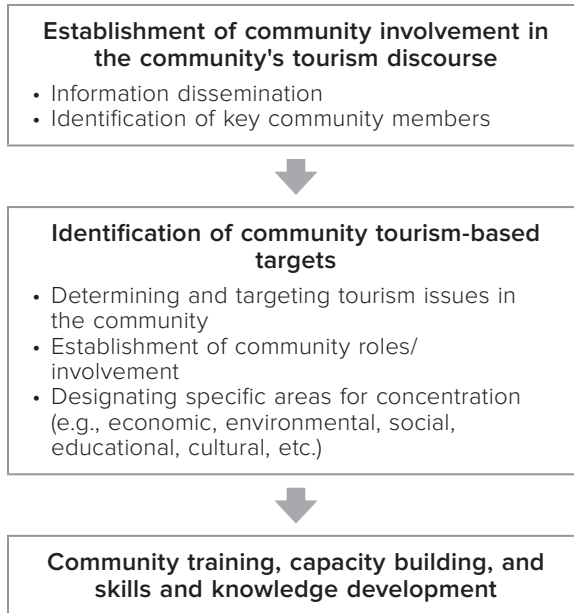 Establishment of community involvement in
the community's tourism discourse
• Information dissemination
• Identification of key community members
Identification of community tourism-based
targets
• Determining and targeting tourism issues in
the community
• Establishment of community roles/
involvement
• Designating specific areas for concentration
(e.g., economic, environmental, social,
educational, cultural, etc.)
Community training, capacity building, and
skills and knowledge development